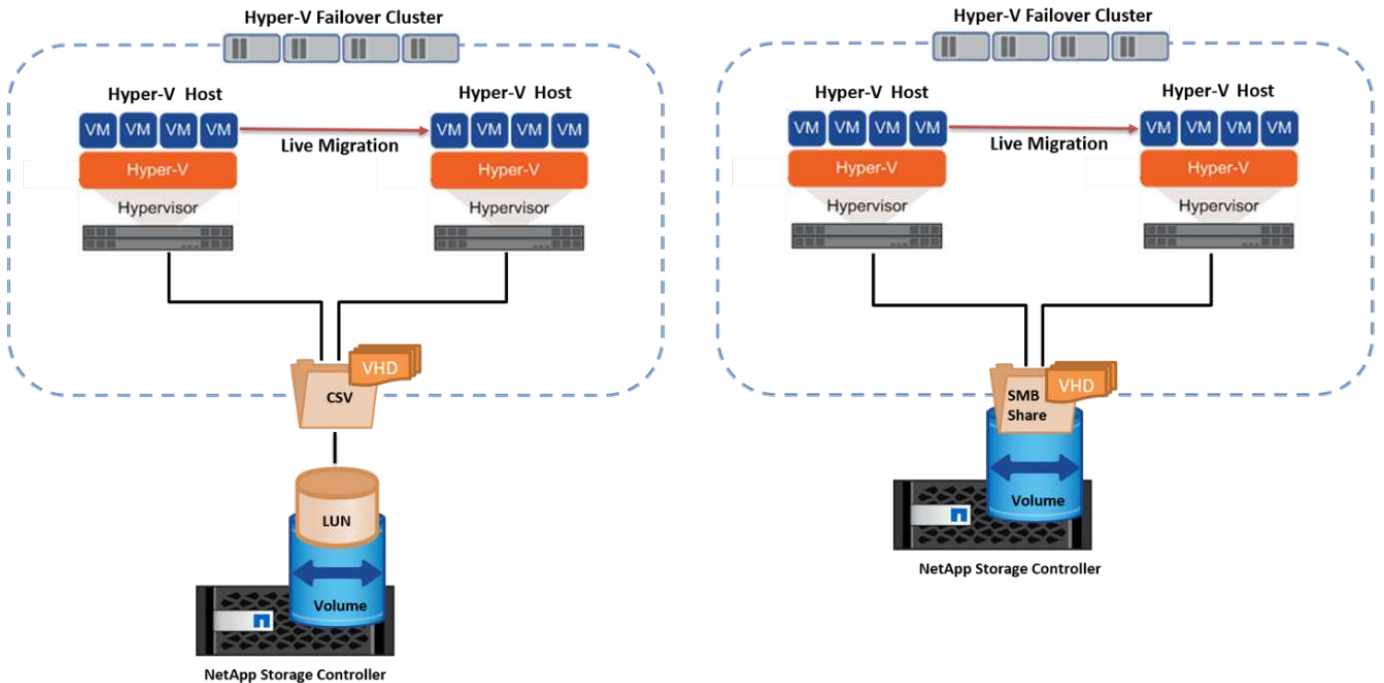 Hyper-V Failover Cluster
Hyper-V Host
Hyper-V Host
VM VM VM VM
VM VM VM VM
Live Migration
Hyper-V
Hyper-V
Hypervisor
Hypervisor
VHD
CSV
LUN
Volume
NetApp Storage Controller
Hyper-V Failover Cluster
Hyper-V Host
Hyper-V Host
VM VM VM VM
VM VM VM VM
Live Migration
Hyper-V
Hyper-V
Hypervisor
Hypervisor
VHD
SMB
Share
Volume
NetApp Storage Controller